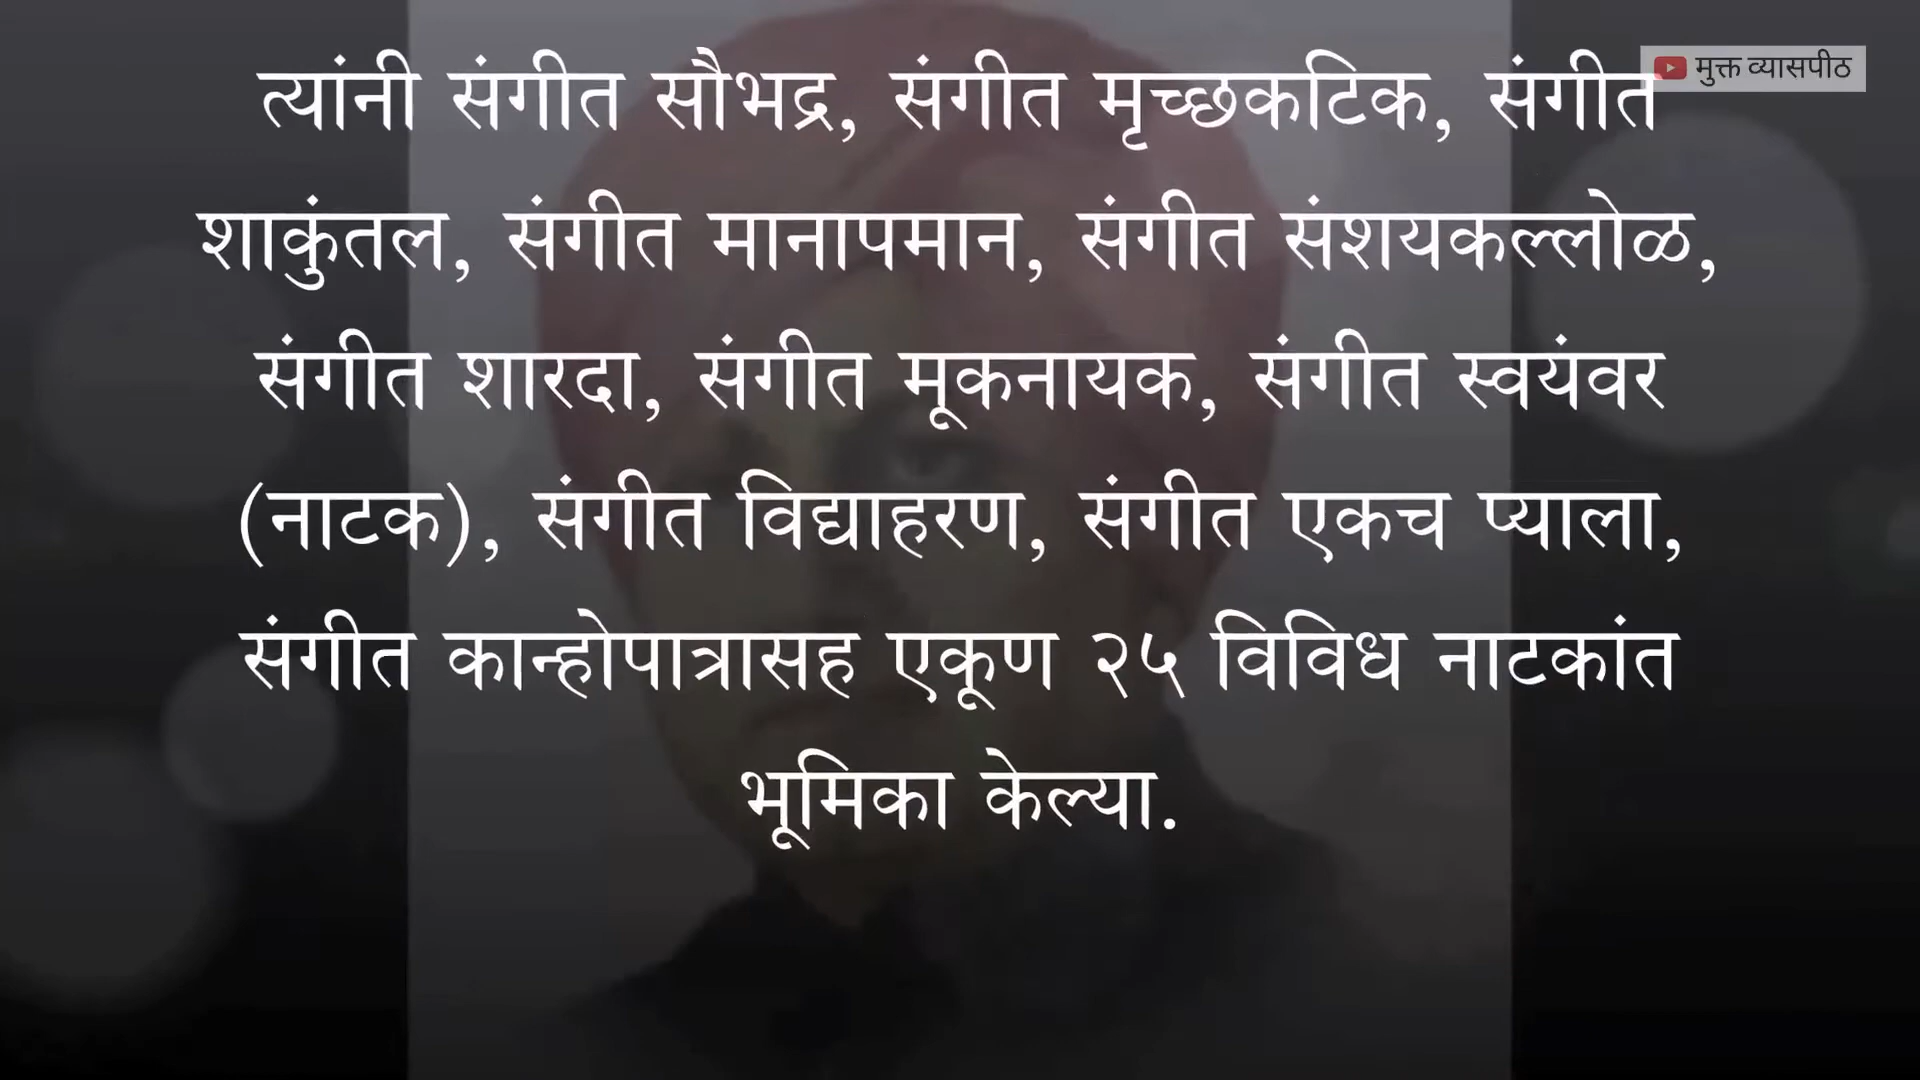 मुक्त व्यासपीठ
त्यांनी संगीत सौभद्र, संगीत मृच्छकटिक, संगीत
शाकुंतल, संगीत मानापमान, संगीत संशयकल्लोळ,
संगीत शारदा, संगीत मूकनायक, संगीत स्वयंवर
(नाटक), संगीत विद्याहरण, संगीत एकच प्याला,
संगीत कान्होपात्रासह एकूण २५ विविध नाटकांत
भूमिका केल्या.